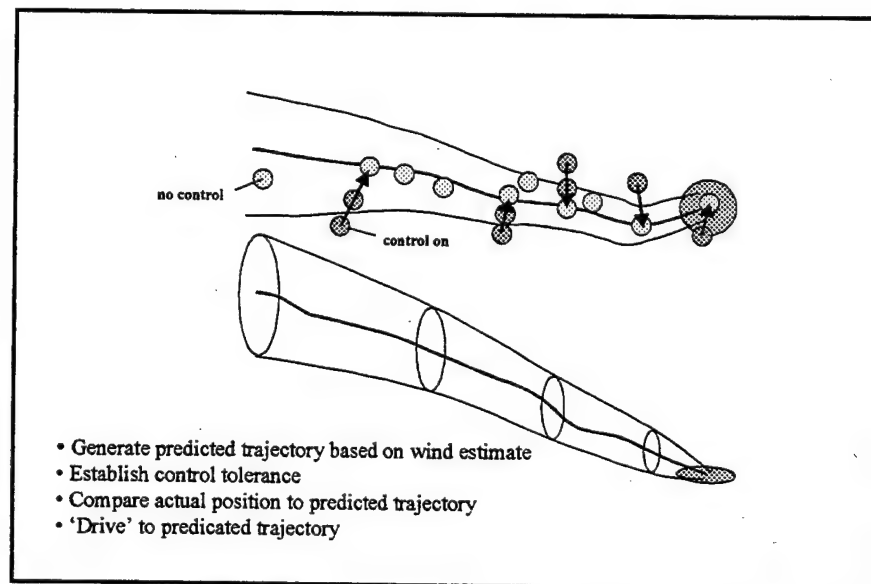 no control
control on
• Generate predicted trajectory based on wind estimate
• Establish control tolerance
• Compare actual position to predicted trajectory
• ‘Drive’ to predicated trajectory